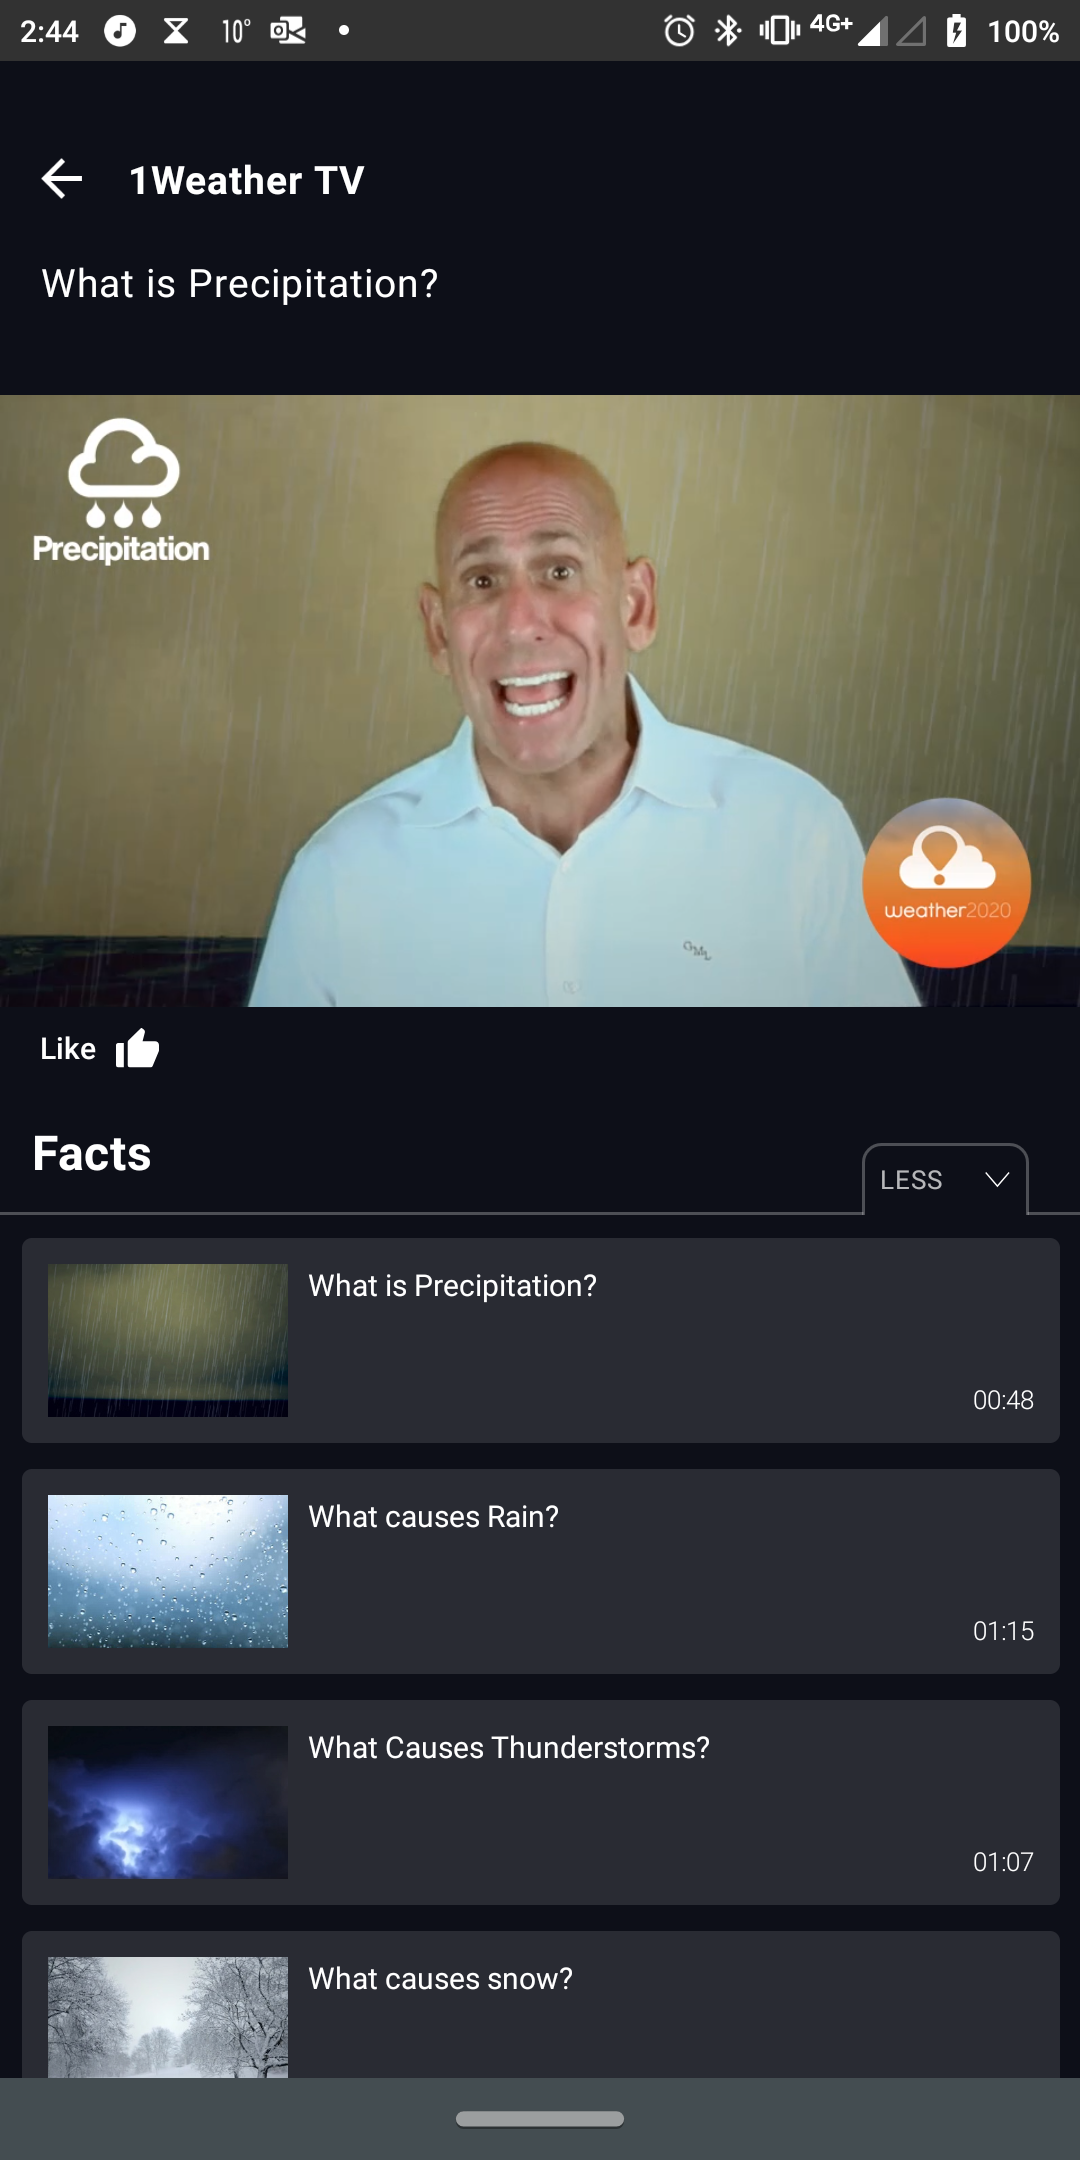 2:44 10° 4G+ 100%
1Weather TV
What is Precipitation?
Precipitation
weather2020
Like
Facts
LESS
What is Precipitation?
00:48
What causes Rain?
01:15
What Causes Thunderstorms?
01:07
What causes snow?